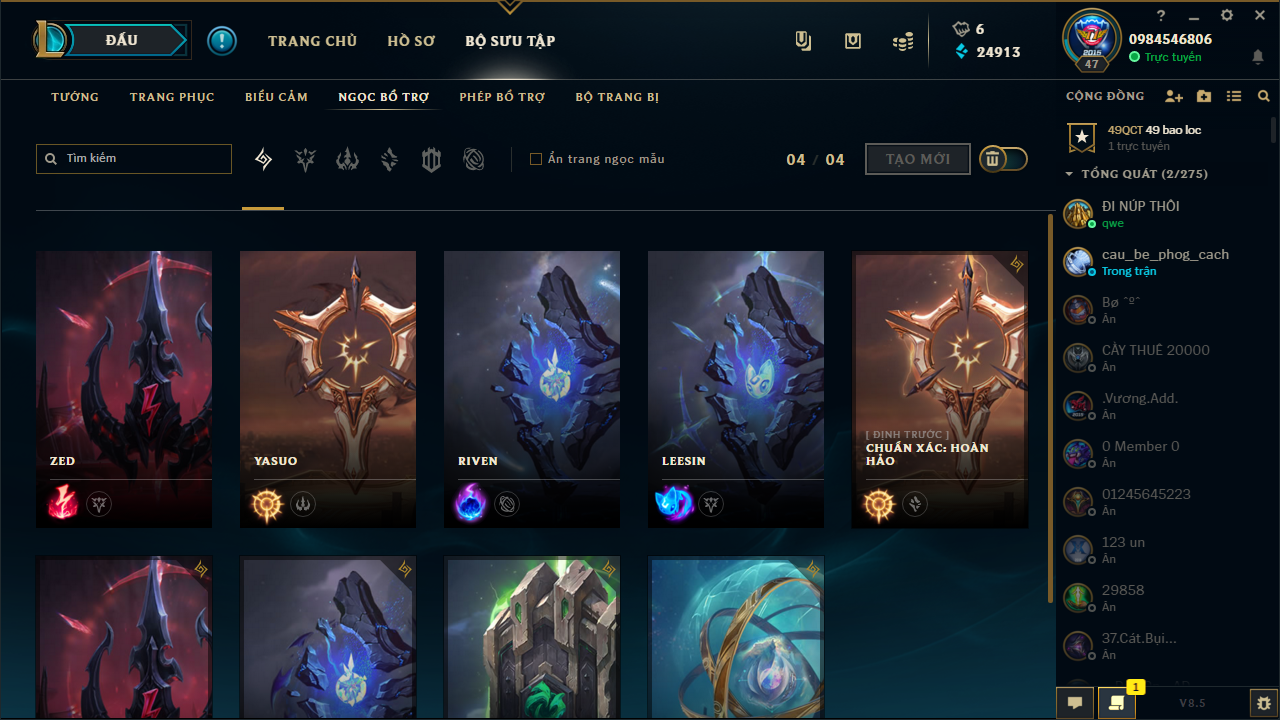 ĐẤU
TRANG CHỦ
HỒ SƠ
BỘ SƯU TẬP
6
24913
?
0984546806
Trực tuyến
2015
47
TƯỚNG
TRANG PHỤC
BIỂU CẢM
NGỌC BỔ TRỢ
PHÉP BỔ TRỢ
BỘ TRANG BỊ
Tìm kiếm
Ẩn trang ngọc mẫu
04 / 04
TẠO MỚI
ZED
YASUO
RIVEN
LEESIN
[ ĐỊNH TRƯỚC ]
CHUẨN XÁC: HOÀN
HẢO
CỘNG ĐỒNG
49QCT 49 bao loc
1 trực tuyến
TỔNG QUÁT (2/275)
ĐI NÚP THÔI
qwe
cau_be_phog_cach
Trong trận
Bø ˆºˆ
Ẩn
CÀY THUÊ 20000
Ẩn
.Vương.Add.
Ẩn
0 Member 0
Ẩn
01245645223
Ẩn
123 un
Ẩn
29858
Ẩn
37.Cát.Bụi...
Ẩn
1
V8.5